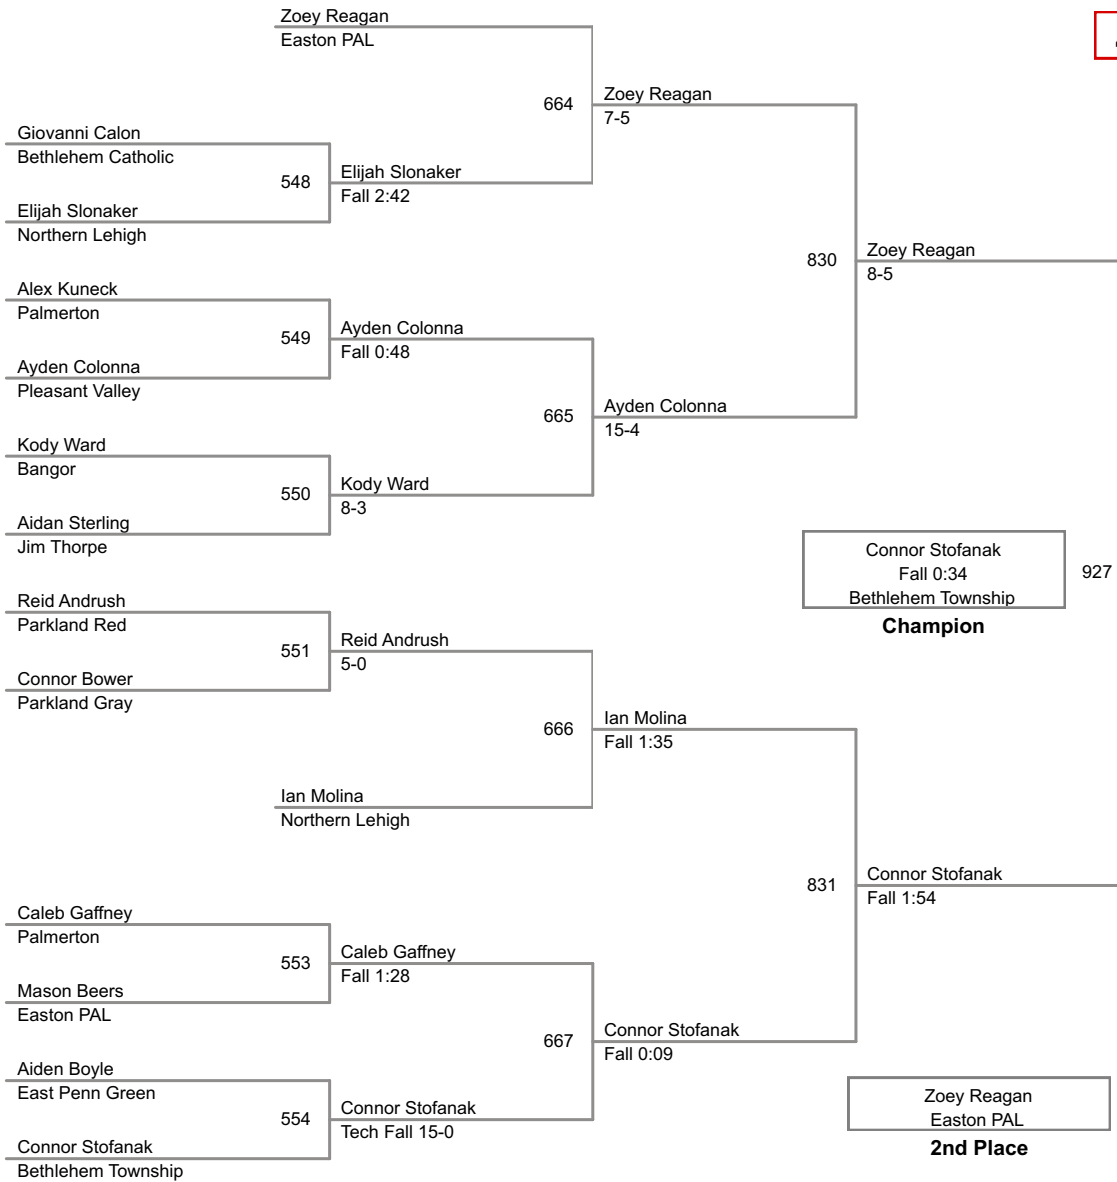 Zoey Reagan
Easton PAL
664
Zoey Reagan
7-5
Giovanni Calon
Bethlehem Catholic
548
Elijah Slonaker
Fall 2:42
Elijah Slonaker
Northern Lehigh
830
Zoey Reagan
8-5
Alex Kuneck
Palmerton
549
Ayden Colonna
Fall 0:48
Ayden Colonna
Pleasant Valley
665
Ayden Colonna
15-4
Kody Ward
Bangor
550
Kody Ward
8-3
Aidan Sterling
Jim Thorpe
Connor Stofanak
Fall 0:34
Bethlehem Township
927
Champion
Reid Andrush
Parkland Red
551
Reid Andrush
5-0
Connor Bower
Parkland Gray
666
Ian Molina
Fall 1:35
Ian Molina
Northern Lehigh
831
Connor Stofanak
Fall 1:54
Caleb Gaffney
Palmerton
553
Caleb Gaffney
Fall 1:28
Mason Beers
Easton PAL
667
Connor Stofanak
Fall 0:09
Aiden Boyle
East Penn Green
554
Connor Stofanak
Tech Fall 15-0
Connor Stofanak
Bethlehem Township
Zoey Reagan
Easton PAL
2nd Place